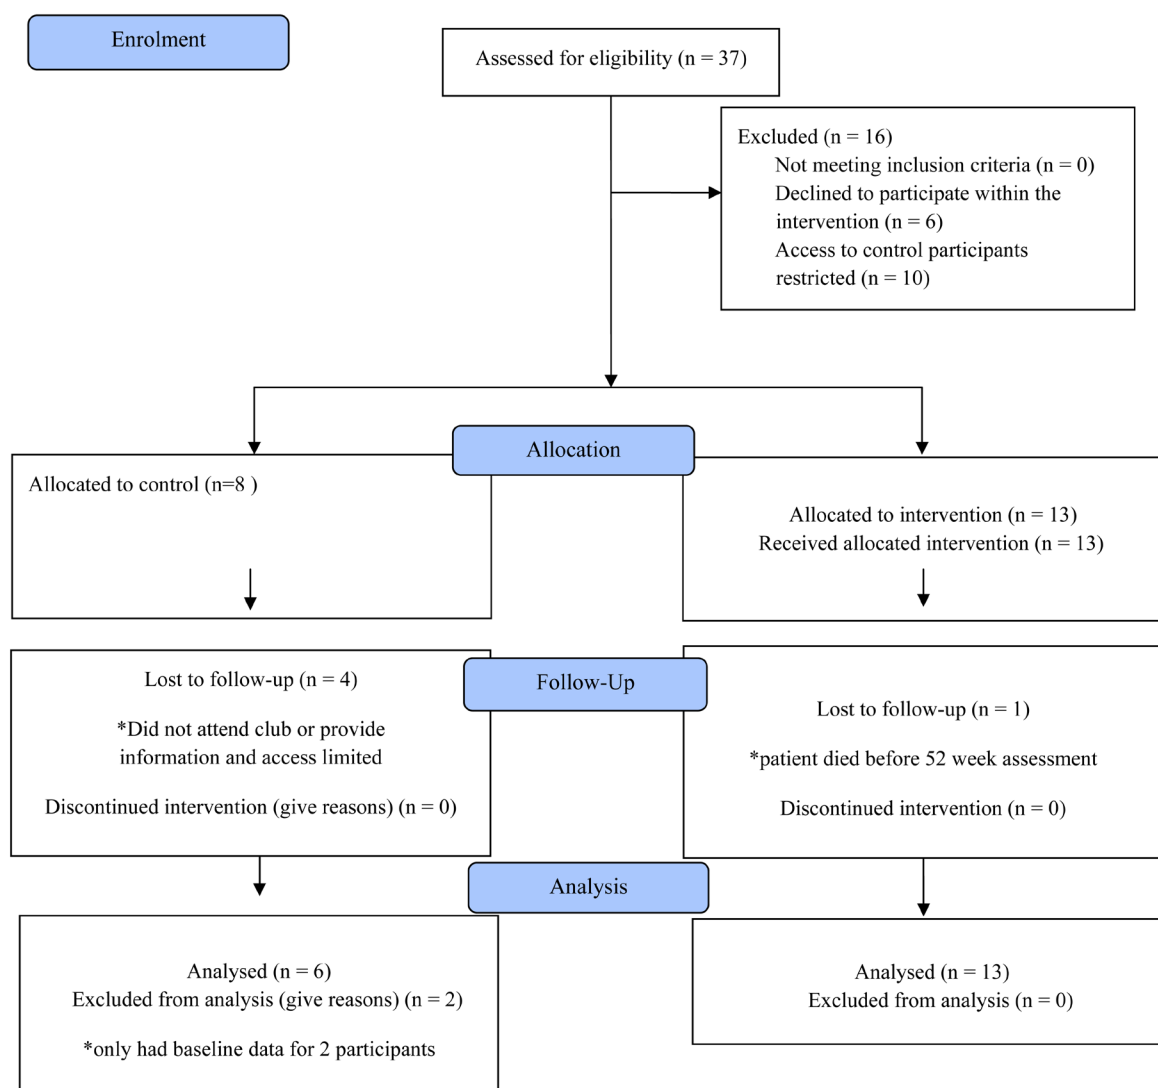 Enrolment
Assessed for eligibility (n = 37)
Excluded (n = 16)
Not meeting inclusion criteria (n = 0)
Declined to participate within the
intervention (n = 6)
Access to control participants
restricted (n = 10)
Allocation
Allocated to control (n=8 )
Allocated to intervention (n = 13)
Received allocated intervention (n = 13)
Follow-Up
Lost to follow-up (n = 4)
*Did not attend club or provide
information and access limited
Discontinued intervention (give reasons) (n = 0)
Lost to follow-up (n = 1)
*patient died before 52 week assessment
Discontinued intervention (n = 0)
Analysis
Analysed (n = 6)
Excluded from analysis (give reasons) (n = 2)
*only had baseline data for 2 participants
Analysed (n = 13)
Excluded from analysis (n = 0)